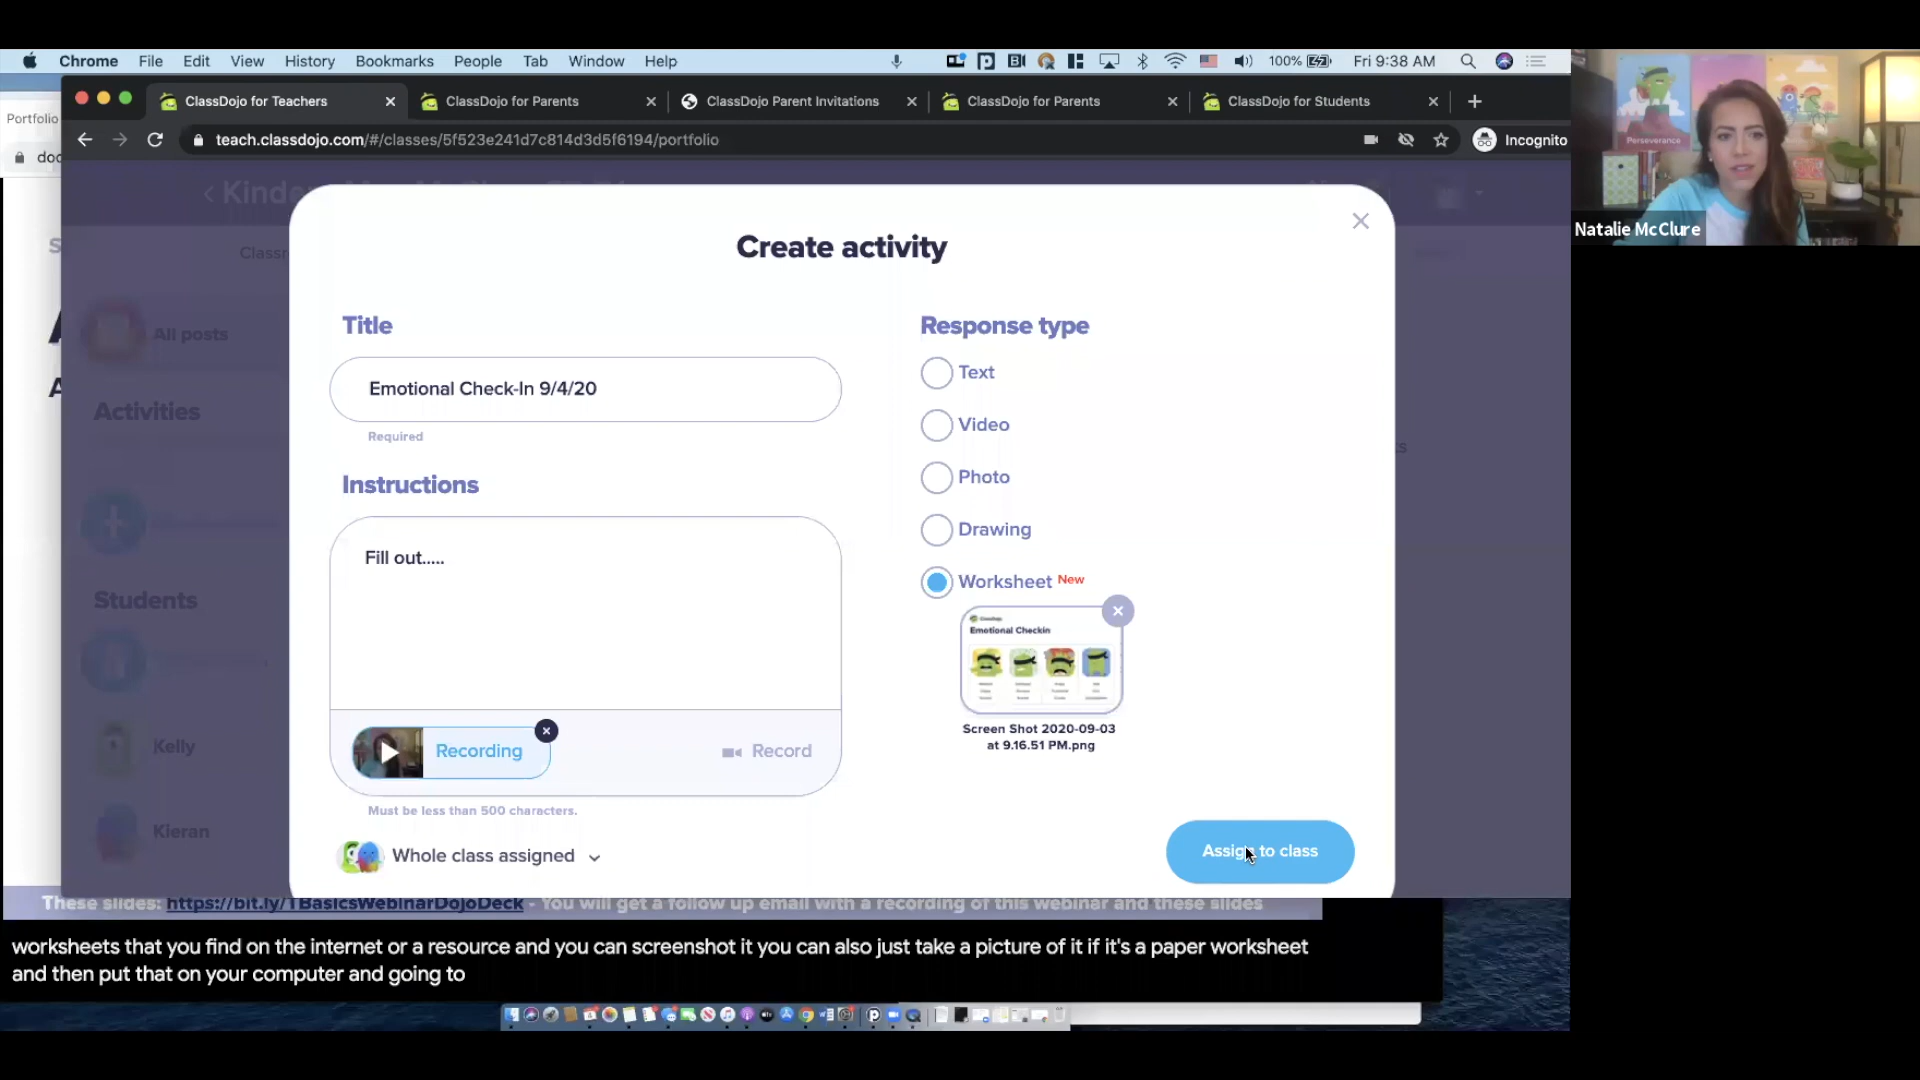 Chrome File Edit View History Bookmarks People Tab Window Help 100% Fri 9:38 AM
Portfolio
ClassDojo for Teachers ClassDojo for Parents ClassDojo Parent Invitations ClassDojo for Parents ClassDojo for Students
teach.classdojo.com/#/classes/5f523e241d7c814d3d5f6194/portfolio Incognito
Perseverance
Natalie McClure
Create activity
Title
Emotional Check-In 9/4/20
Required
Instructions
Fill out.....
Recording
Record
Must be less than 500 characters.
Whole class assigned
Response type
Text
Video
Photo
Drawing
Worksheet New
ClassDojo
Emotional Checkin
Screen Shot 2020-09-03
at 9.16.51 PM.png
Assign to class
All posts
Activities
Students
Kelly
Kieran
These slides: https://bit.ly/TBasicsWebinarDojoDeck - You will get a follow up email with a recording of this webinar and these slides
worksheets that you find on the internet or a resource and you can screenshot it you can also just take a picture of it if it's a paper worksheet
and then put that on your computer and going to